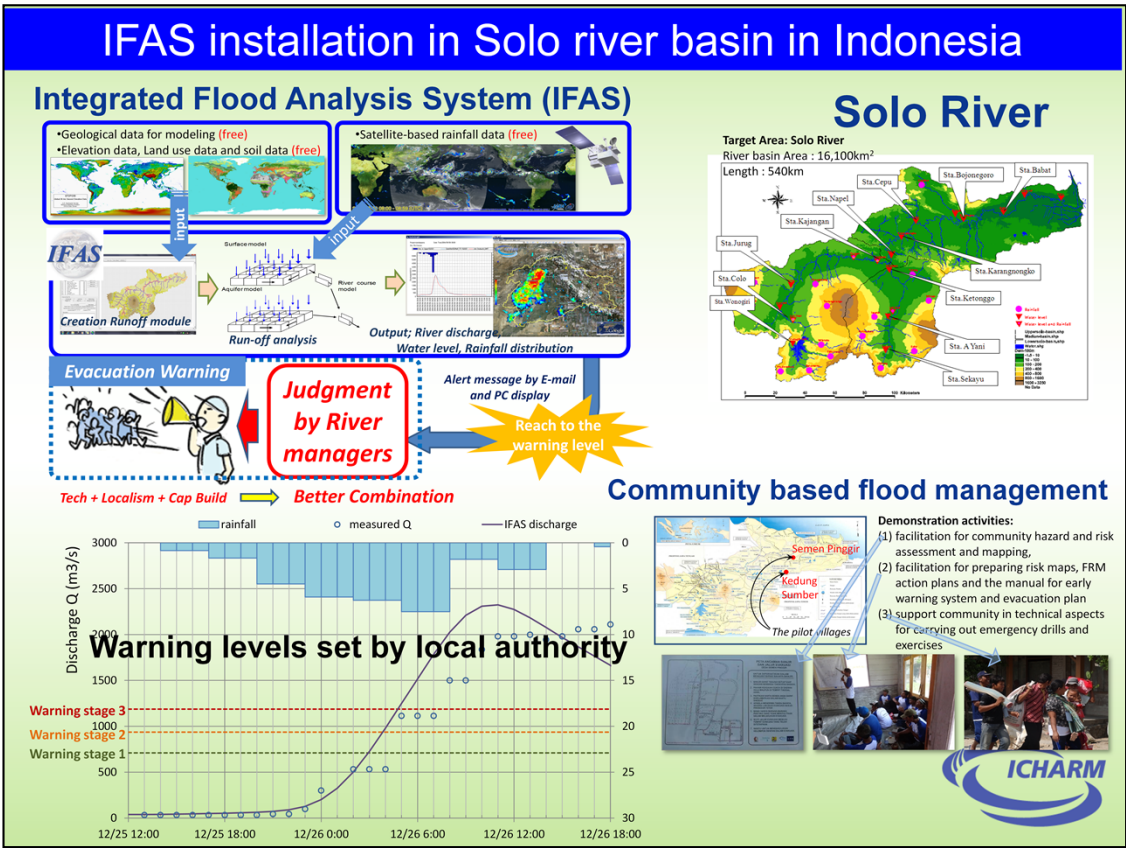 IFAS installation in Solo river basin in Indonesia
Integrated Flood Analysis System (IFAS)
•Geological data for modeling (free)
•Elevation data, Land use data and soil data (free)
•Satellite-based rainfall data (free)
input
input
IFAS
Creation Runoff module
Surface model
Aquifer model
River course
model
Run-off analysis
Output; River discharge,
Water level, Rainfall distribution
Evacuation Warning
Judgment
by River
managers
Alert message by E-mail
and PC display
Reach to the
warning level
Tech + Localism + Cap Build
Better Combination
Solo River
Target Area: Solo River
River basin Area : 16,100km2
Length : 540km
Sta.Cepu
Sta.Bojonegoro
Sta.Babat
Sta.Napel
Sta.Kajangan
Sta.Jurug
Sta.Karangnongko
Sta.Colo
Sta.Ketonggo
Sta.Wonogiri
Sta. A Yani
Sta.Sekayu
Rainfall
Water level
Water level and Rainfall
Community based flood management
Semen Pinggir
Kedung
Sumber
The pilot villages
Demonstration activities:
(1) facilitation for community hazard and risk
assessment and mapping,
(2) facilitation for preparing risk maps, FRM
action plans and the manual for early
warning system and evacuation plan
(3) support community in technical aspects
for carrying out emergency drills and
exercises
rainfall
measured Q
IFAS discharge
Discharge Q (m3/s)
3000
2500
2000
1500
1000
500
0
0
5
10
15
20
25
30
Warning levels set by local authority
Warning stage 3
Warning stage 2
Warning stage 1
12/25 12:00
12/25 18:00
12/26 0:00
12/26 6:00
12/26 12:00
12/26 18:00
ICHARM